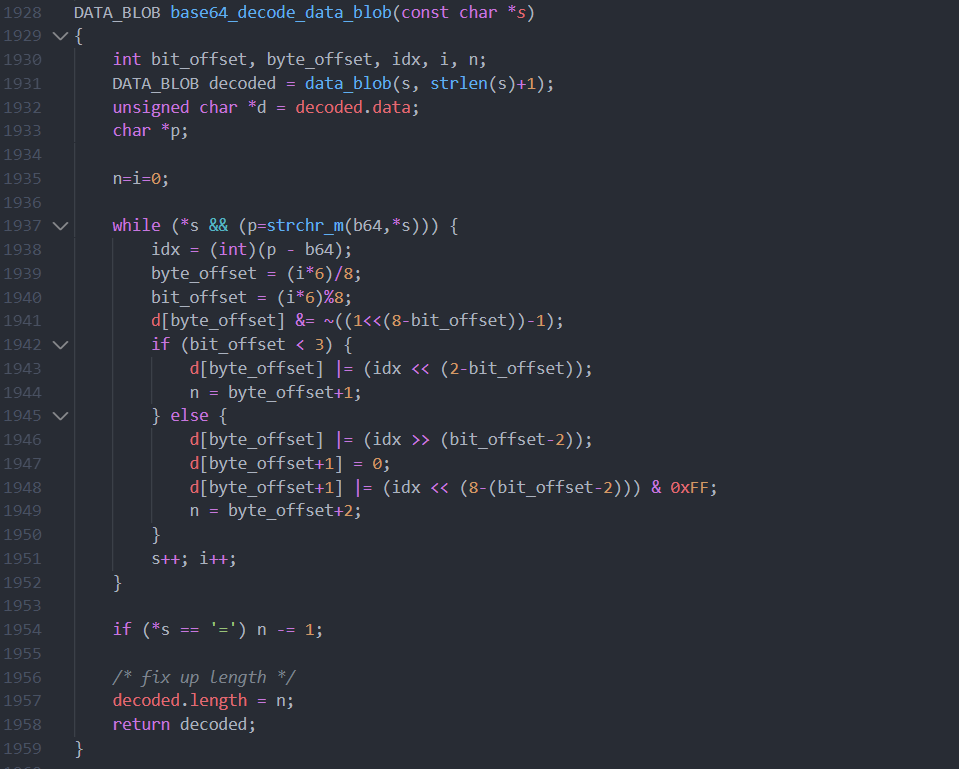 1928 DATA_BLOB base64_decode_data_blob(const char *s)
1929 {
1930     int bit_offset, byte_offset, idx, i, n;
1931     DATA_BLOB decoded = data_blob(s, strlen(s)+1);
1932     unsigned char *d = decoded.data;
1933     char *p;
1934
1935     n=i=0;
1936
1937     while (*s && (p=strchr_m(b64,*s))) {
1938         idx = (int)(p - b64);
1939         byte_offset = (i*6)/8;
1940         bit_offset = (i*6)%8;
1941         d[byte_offset] &= ~((1<<(8-bit_offset))-1);
1942         if (bit_offset < 3) {
1943             d[byte_offset] |= (idx << (2-bit_offset));
1944             n = byte_offset+1;
1945         } else {
1946             d[byte_offset] |= (idx >> (bit_offset-2));
1947             d[byte_offset+1] = 0;
1948             d[byte_offset+1] |= (idx << (8-(bit_offset-2))) & 0xFF;
1949             n = byte_offset+2;
1950         }
1951         s++; i++;
1952     }
1953
1954     if (*s == '=') n -= 1;
1955
1956     /* fix up length */
1957     decoded.length = n;
1958     return decoded;
1959 }